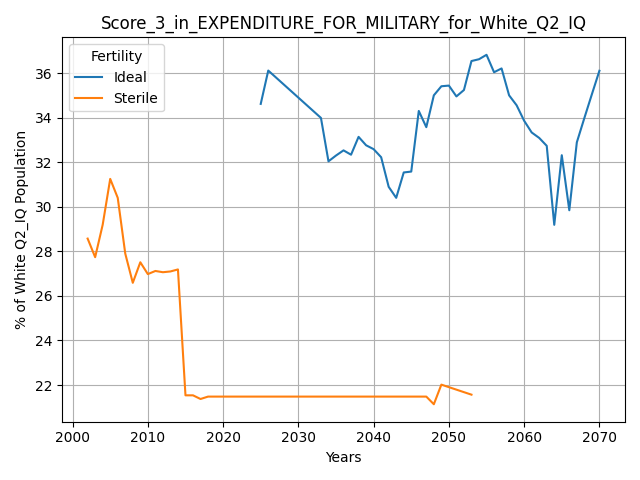 Score_3_in_EXPENDITURE_FOR_MILITARY_for_White_Q2_IQ
Fertility
Ideal
Sterile
% of White Q2_IQ Population
36
34
32
30
28
26
24
22
2000 2010 2020 2030 2040 2050 2060 2070
Years